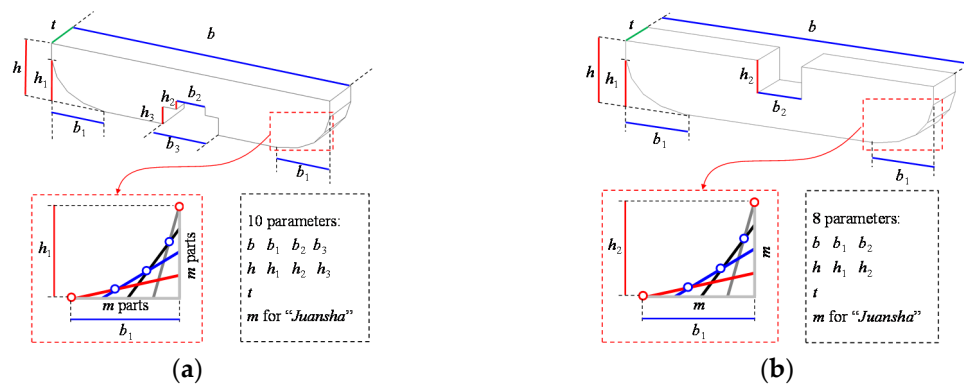 t
b
h
h1
h2
b2
h3
b1
b3
b1
h1
m parts
m parts
b1
10 parameters:
b b1 b2 b3
h h1 h2 h3
t
m for “Juansha”
(a)
t
b
h
h1
h2
b2
b1
b1
h2
m
m
b1
8 parameters:
b b1 b2
h h1 h2
t
m for “Juansha”
(b)